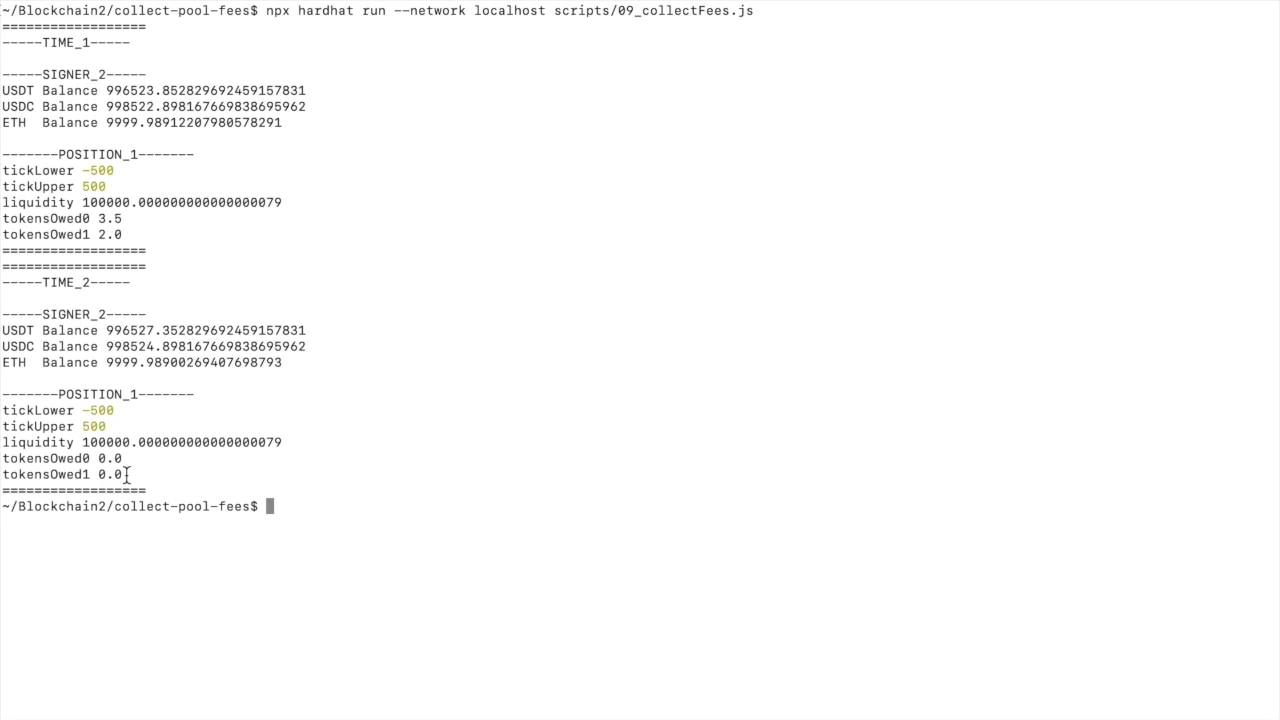 ~/Blockchain2/collect-pool-fees$ npx hardhat run --network localhost scripts/09_collectFees.js
==================
-----TIME_1-----
-----SIGNER_2-----
USDT Balance 996523.852829692459157831
USDC Balance 998522.898167669838695962
ETH  Balance 9999.98912207980578291
-------POSITION_1-------
tickLower -500
tickUpper 500
liquidity 100000.000000000000000079
tokensOwed0 3.5
tokensOwed1 2.0
==================
==================
-----TIME_2-----
-----SIGNER_2-----
USDT Balance 996527.352829692459157831
USDC Balance 998524.898167669838695962
ETH  Balance 9999.98900269407698793
-------POSITION_1-------
tickLower -500
tickUpper 500
liquidity 100000.000000000000000079
tokensOwed0 0.0
tokensOwed1 0.0
==================
~/Blockchain2/collect-pool-fees$